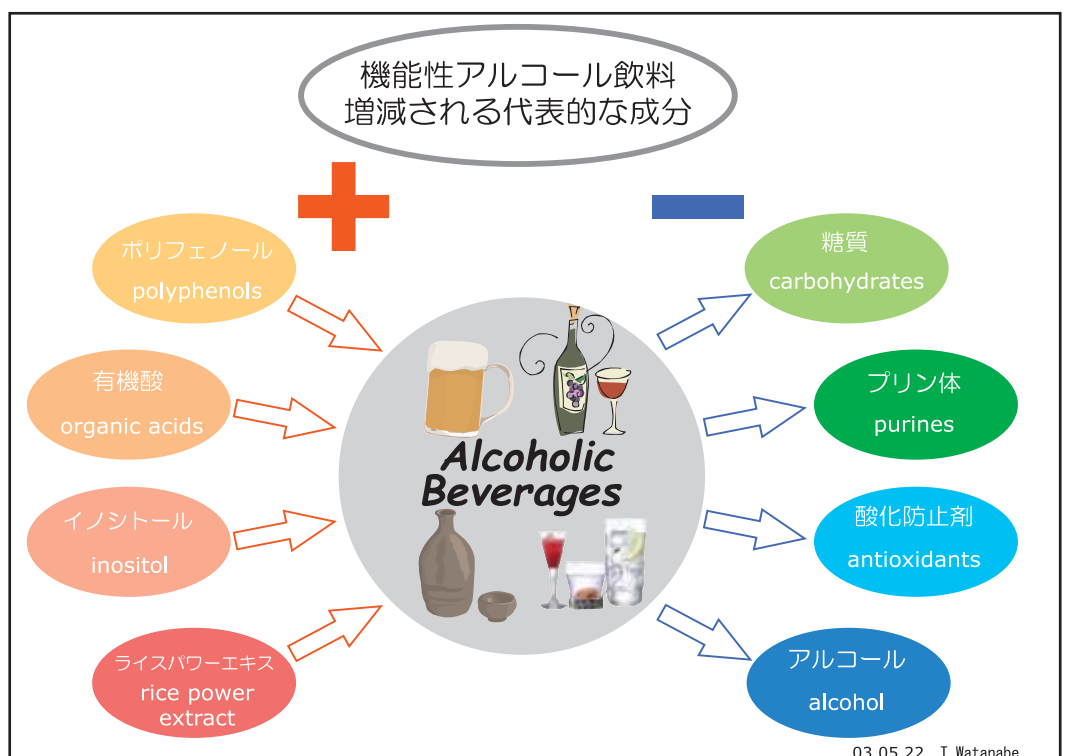 機能性アルコール飲料
増減される代表的な成分
ポリフェノール
polyphenols
有機酸
organic acids
イノシトール
inositol
ライスパワーエキス
rice power
extract
Alcoholic
Beverages
糖質
carbohydrates
プリン体
purines
酸化防止剤
antioxidants
アルコール
alcohol
03.05.22 T.Watanabe